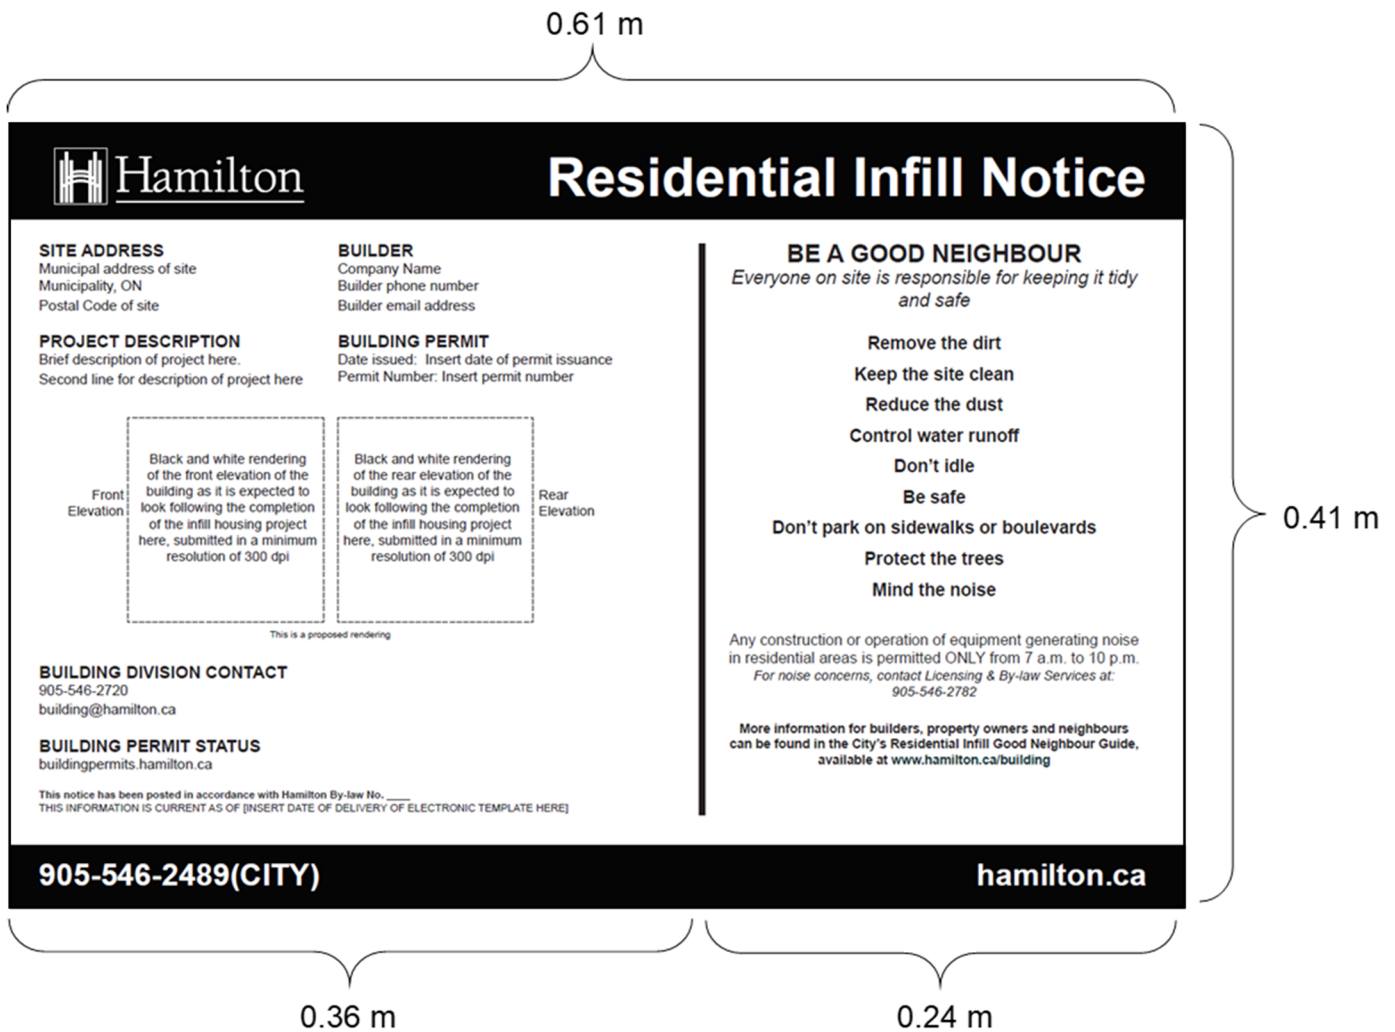 0.61 m
Hamilton
Residential Infill Notice
SITE ADDRESS
Municipal address of site
Municipality, ON
Postal Code of site
BUILDER
Company Name
Builder phone number
Builder email address
PROJECT DESCRIPTION
Brief description of project here.
Second line for description of project here
BUILDING PERMIT
Date issued:  Insert date of permit issuance
Permit Number: Insert permit number
Front
Elevation
Black and white rendering
of the front elevation of the
building as it is expected to
look following the completion
of the infill housing project
here, submitted in a minimum
resolution of 300 dpi
Black and white rendering
of the rear elevation of the
building as it is expected to
look following the completion
of the infill housing project
here, submitted in a minimum
resolution of 300 dpi
Rear
Elevation
This is a proposed rendering
BUILDING DIVISION CONTACT
905-546-2720
building@hamilton.ca
BUILDING PERMIT STATUS
buildingpermits.hamilton.ca
This notice has been posted in accordance with Hamilton By-law No. ____
THIS INFORMATION IS CURRENT AS OF [INSERT DATE OF DELIVERY OF ELECTRONIC TEMPLATE HERE]
BE A GOOD NEIGHBOUR
Everyone on site is responsible for keeping it tidy
and safe
Remove the dirt
Keep the site clean
Reduce the dust
Control water runoff
Don't idle
Be safe
Don't park on sidewalks or boulevards
Protect the trees
Mind the noise
Any construction or operation of equipment generating noise
in residential areas is permitted ONLY from 7 a.m. to 10 p.m.
For noise concerns, contact Licensing & By-law Services at:
905-546-2782
More information for builders, property owners and neighbours
can be found in the City's Residential Infill Good Neighbour Guide,
available at www.hamilton.ca/building
0.41 m
905-546-2489(CITY)
hamilton.ca
0.36 m
0.24 m